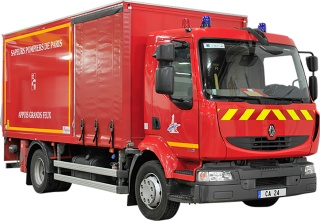 SAPEURS POMPIERS DE PARIS
APPUIS GRANDS FEUX
CA 24